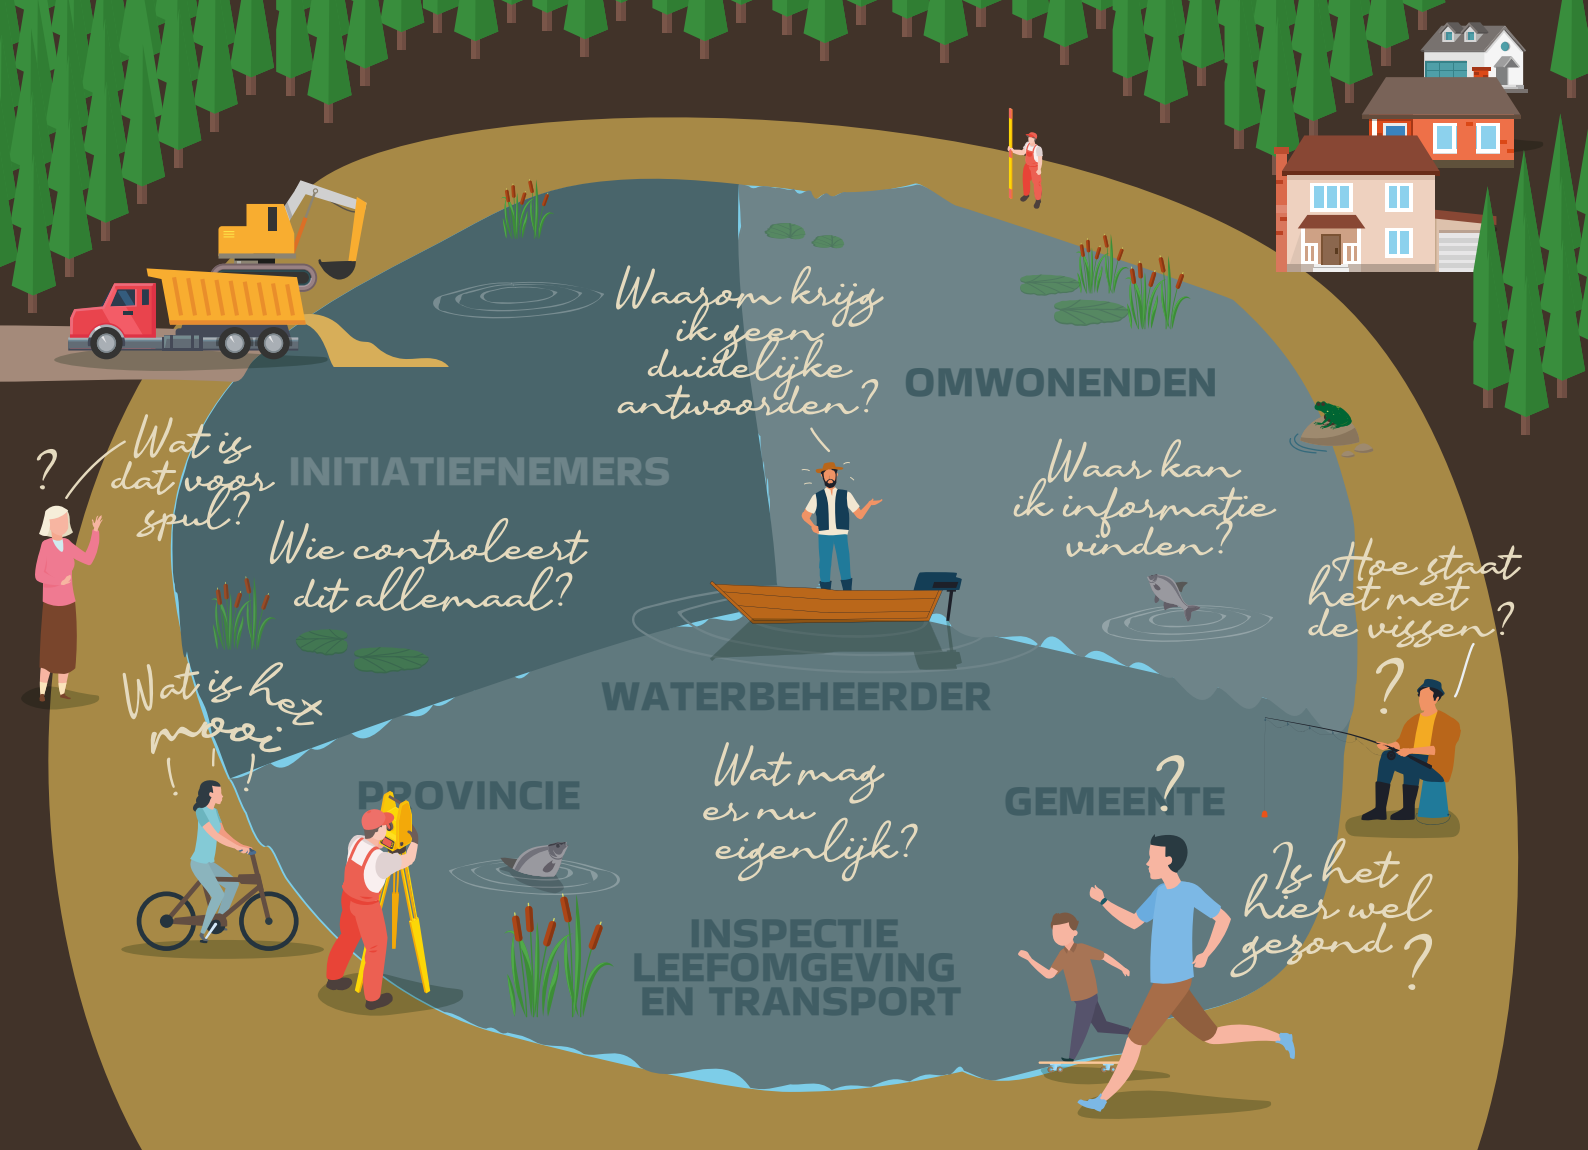 Waarom krijg
ik geen
duidelijke
antwoorden?
OMWONENDEN
?
Wat is
dat voor
spul?
INITIATIEFNEMERS
Waar kan
ik informatie
vinden?
Wie controleert
dit allemaal?
Hoe staat
het met
de vissen?
?
Wat is het
mooi
! ! !
WATERBEHEERDER
PROVINCIE
Wat mag
er nu
eigenlijk?
GEMEENTE
?
Is het
hier wel
gezond
?
INSPECTIE
LEEFOMGEVING
EN TRANSPORT